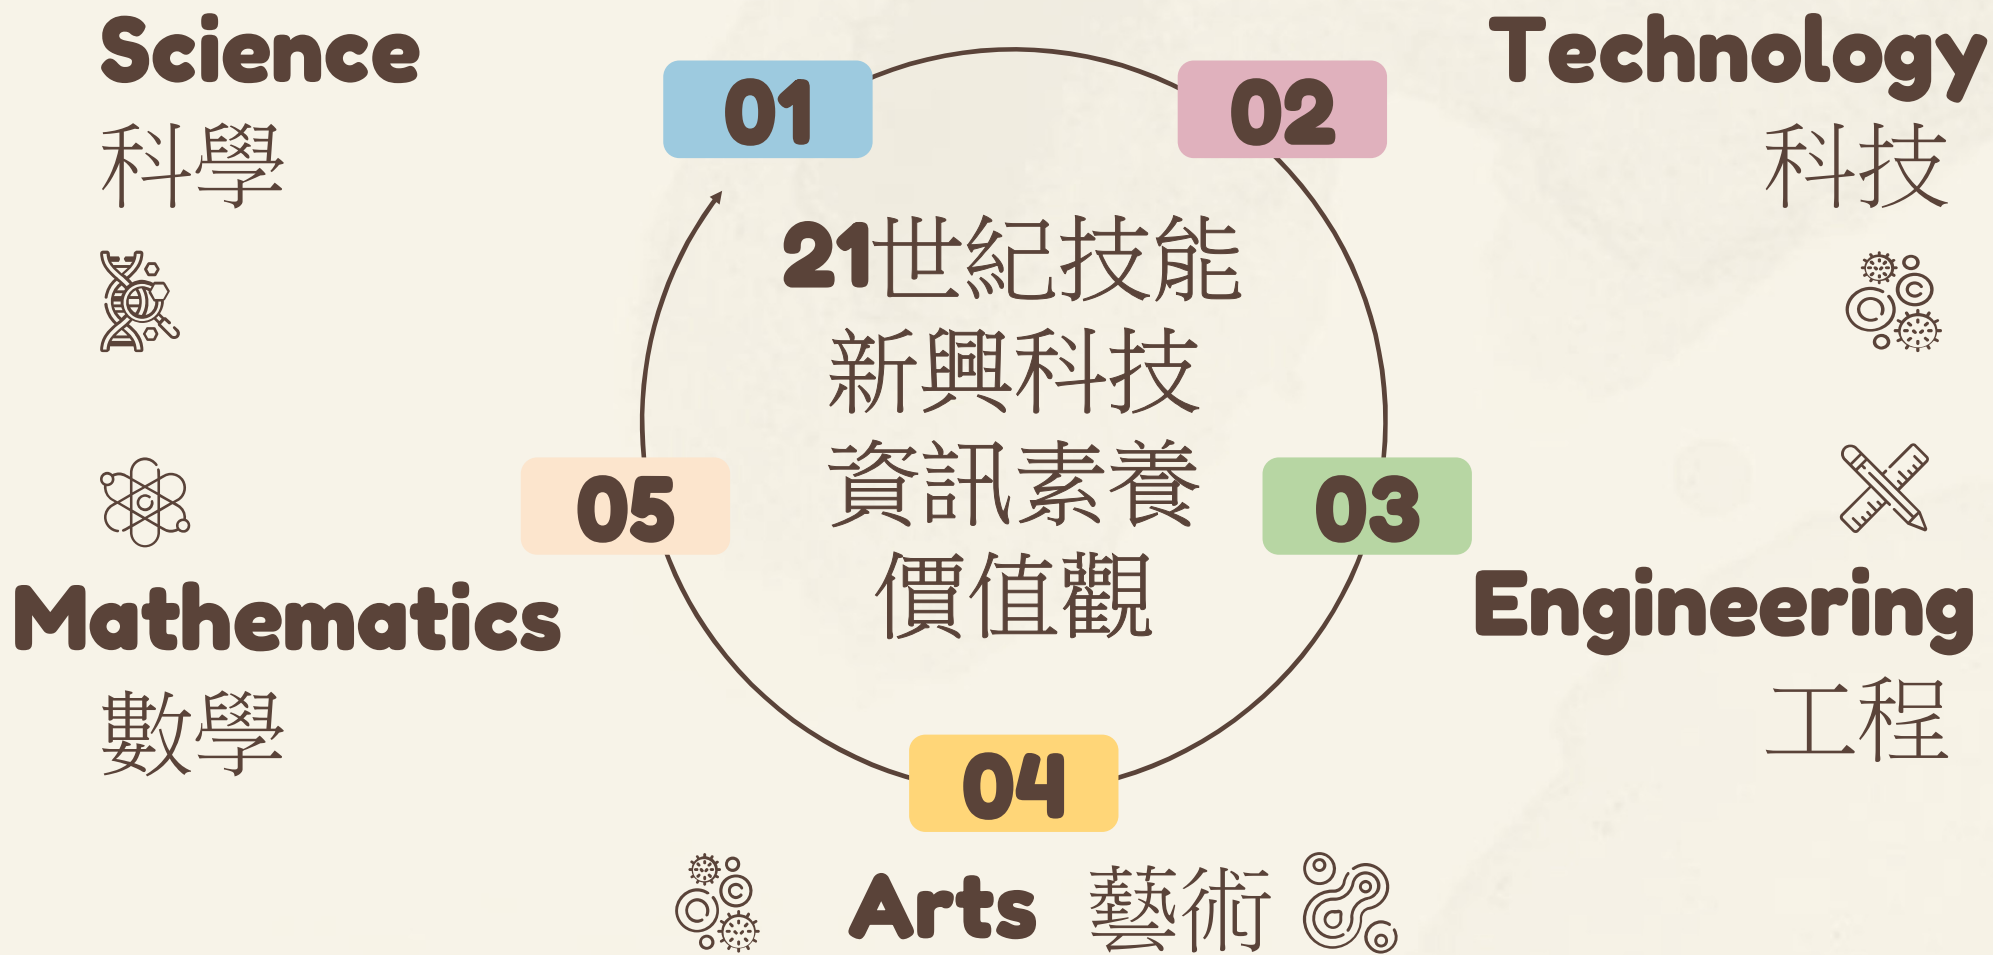 Science
科學
01
02
Technology
科技
21世紀技能
新興科技
資訊素養
價值觀
05
03
Mathematics
數學
Engineering
工程
04
Arts 藝術